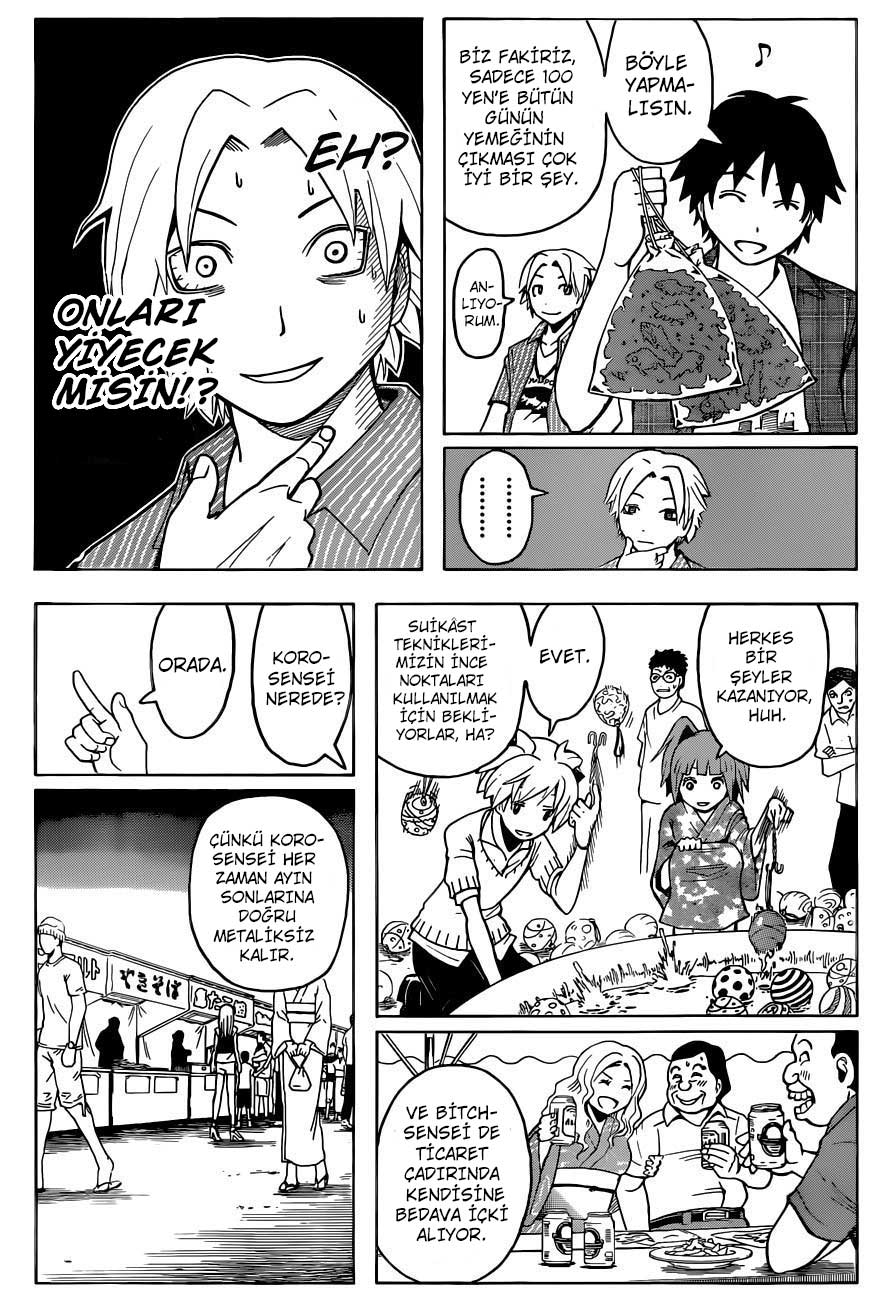 BÖYLE
YAPMA-
LISIN.
BİZ FAKİRİZ,
SADECE 100
YEN'E BÜTÜN
GÜNÜN
YEMEĞİNİN
ÇIKMASI ÇOK
İYİ BİR ŞEY.
AN-
LIYO-
RUM.
EH?
ONLARI
YİYECEK
MİSİN!?
HERKES
BİR
ŞEYLER
KAZANIYOR,
HUH.
EVET.
SUİKÂST
TEKNİKLERİ-
MİZİN İNCE
NOKTALARI
KULLANILMAK
İÇİN BEKLİ-
YORLAR, HA?
KORO-
SENSEİ
NEREDE?
ORADA.
ÇÜNKÜ KORO-
SENSEİ HER
ZAMAN AYIN
SONLARINA
DOĞRU
METALİKSİZ
KALIR.
やきそば
VE BITCH-
SENSEİ DE
TİCARET
ÇADIRINDA
KENDİSİNE
BEDAVA İÇKİ
ALIYOR.